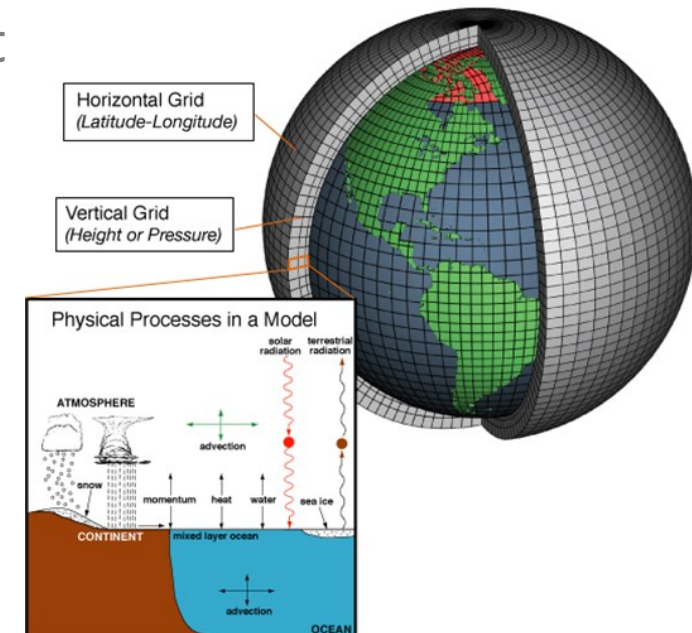 t
Horizontal Grid
(Latitude-Longitude)
Vertical Grid
(Height or Pressure)
Physical Processes in a Model
solar
radiation
terrestrial
radiation
ATMOSPHERE
advection
snow
momentum
heat
water
sea ice
CONTINENT
mixed layer ocean
advection
OCEAN